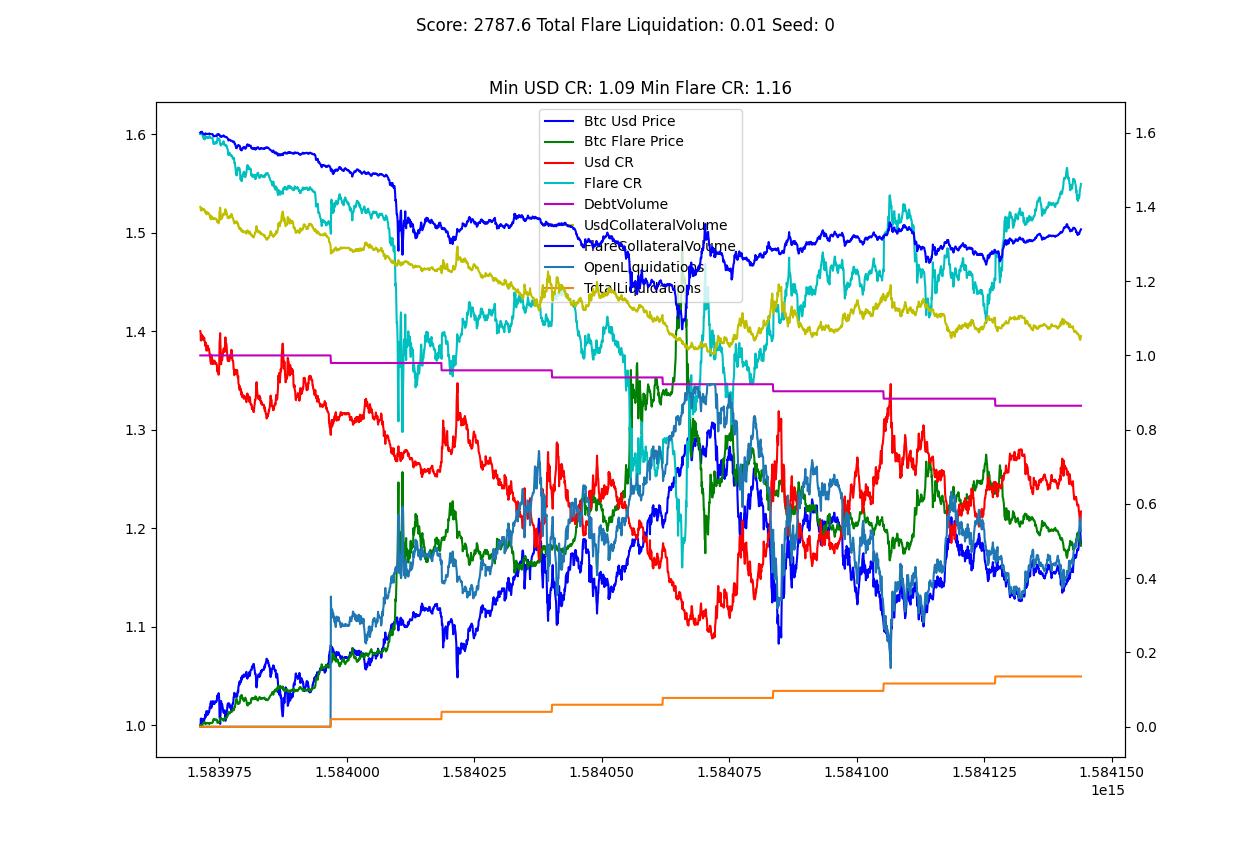 Score: 2787.6 Total Flare Liquidation: 0.01 Seed: 0
Min USD CR: 1.09 Min Flare CR: 1.16
Btc Usd Price
Btc Flare Price
Usd CR
Flare CR
DebtVolume
UsdCollateralVolume
FlareCollateralVolume
OpenLiquidations
TotalLiquidations
1.6
1.5
1.4
1.3
1.2
1.1
1.0
1.6
1.4
1.2
1.0
0.8
0.6
0.4
0.2
0.0
1.583975 1.584000 1.584025 1.584050 1.584075 1.584100 1.584125 1.584150
1e15